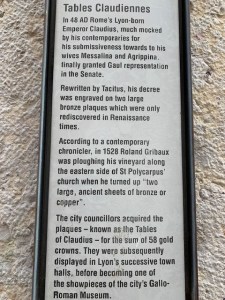 Tables Claudiennes
In 48 AD Rome's Lyon-born
Emperor Claudius, much mocked
by his contemporaries for
his submissiveness towards to his
wives Messalina and Agrippina,
finally granted Gaul representation
in the Senate.
Rewritten by Tacitus, his decree
was engraved on two large
bronze plaques which were only
rediscovered in Renaissance
times.
According to a contemporary
chronicler, in 1528 Roland Gribaux
was ploughing his vineyard along
the eastern side of St Polycarpus'
church when he turned up "two
large, ancient sheets of bronze or
copper".
The city councillors acquired the
plaques – known as the Tables
of Claudius – for the sum of 58 gold
crowns. They were subsequently
displayed in Lyon's successive town
halls, before becoming one of
the showpieces of the city's Gallo-
Roman Museum.